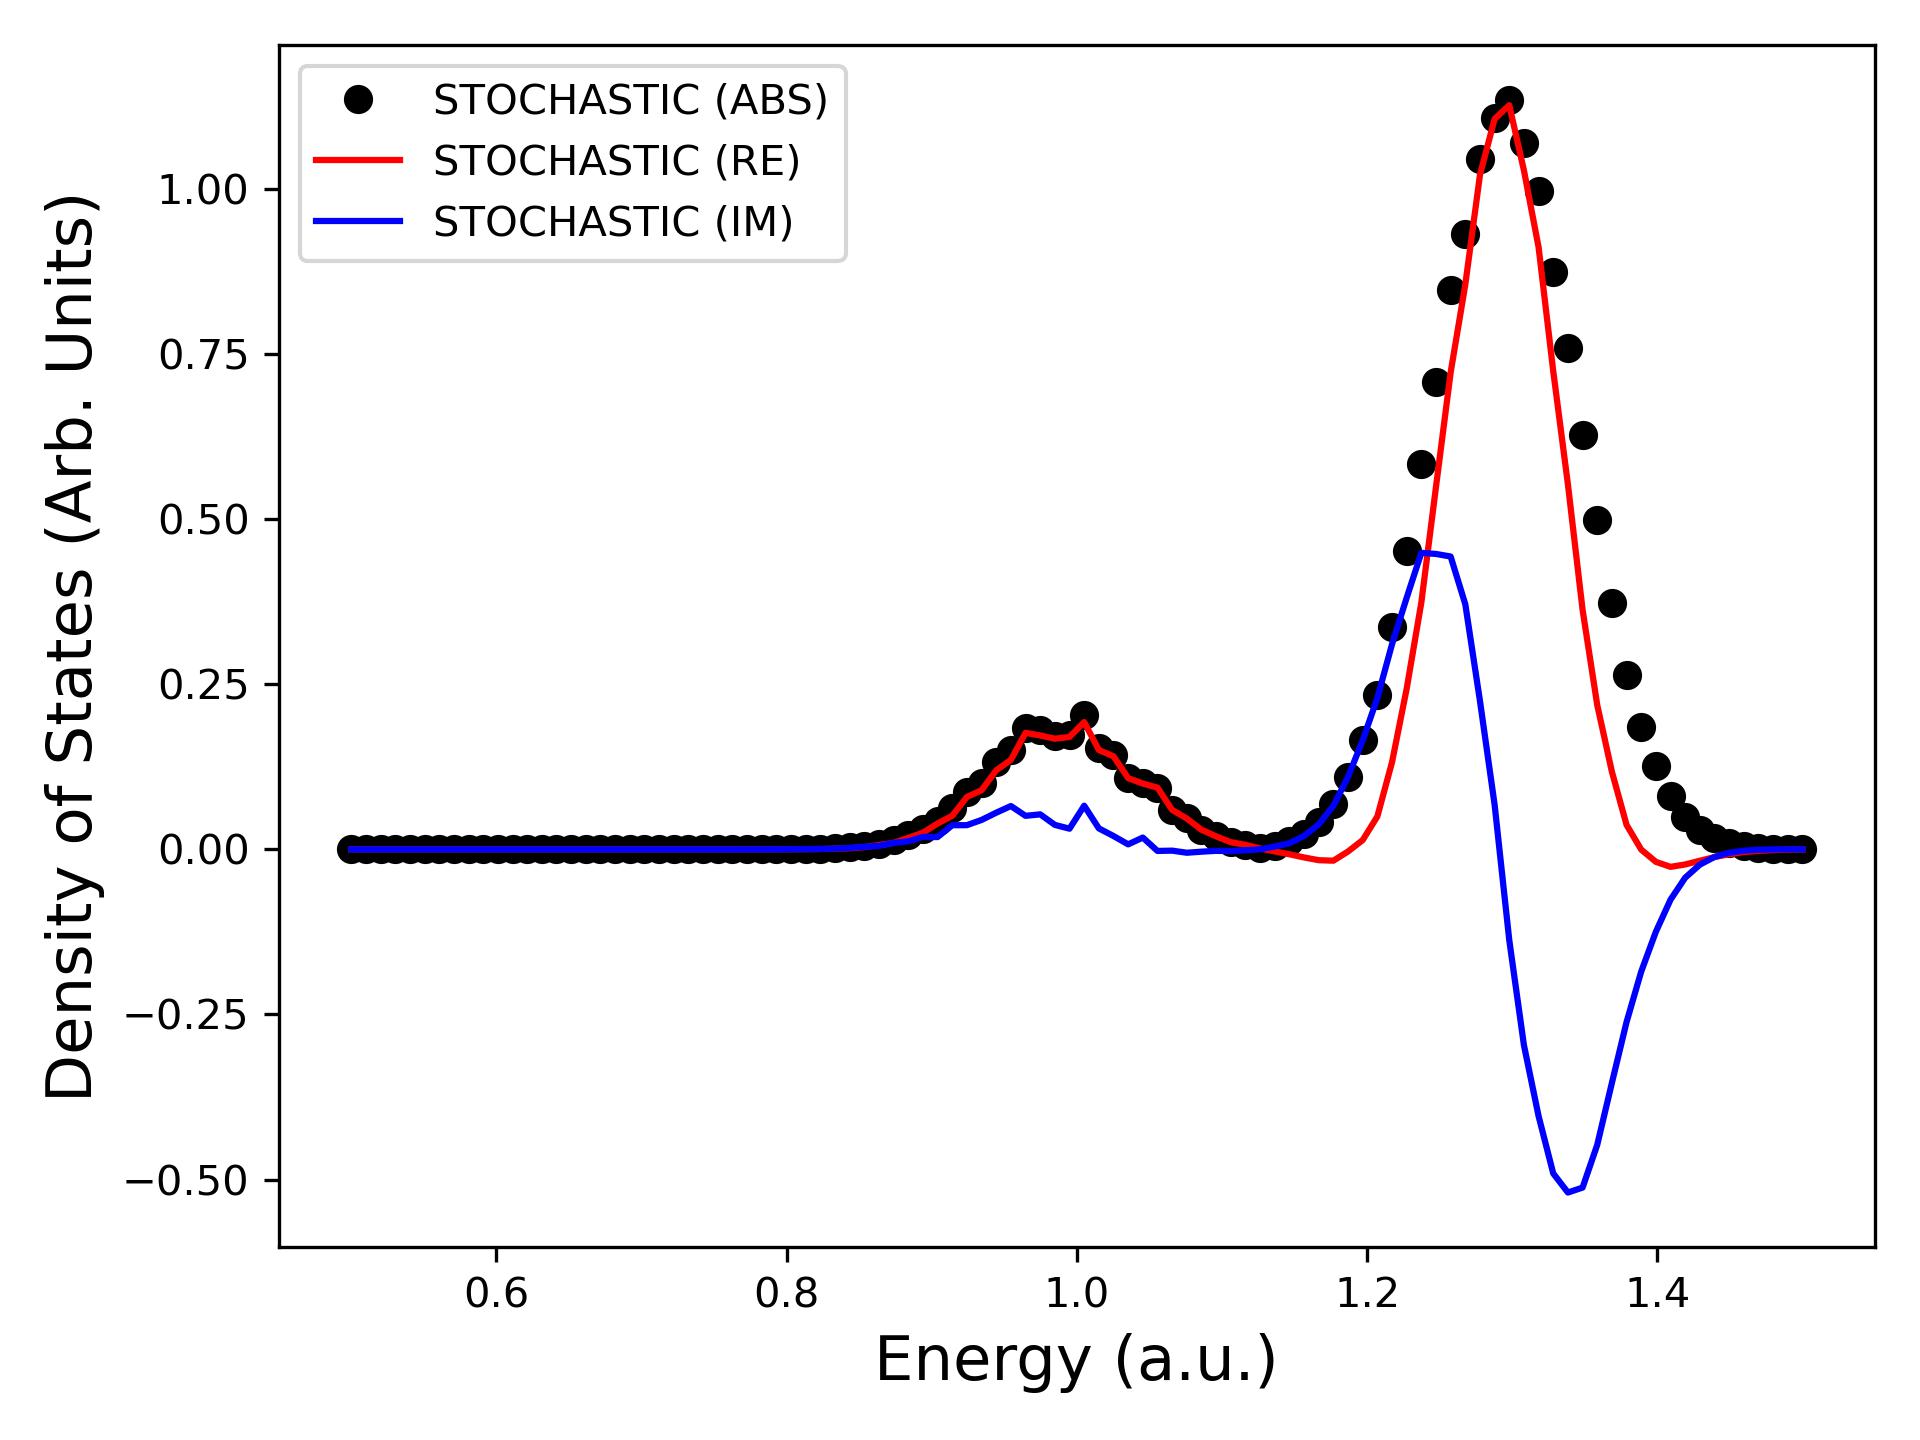 STOCHASTIC (ABS)
STOCHASTIC (RE)
STOCHASTIC (IM)
Density of States (Arb. Units)
1.00
0.75
0.50
0.25
0.00
−0.25
−0.50
0.6 0.8 1.0 1.2 1.4
Energy (a.u.)